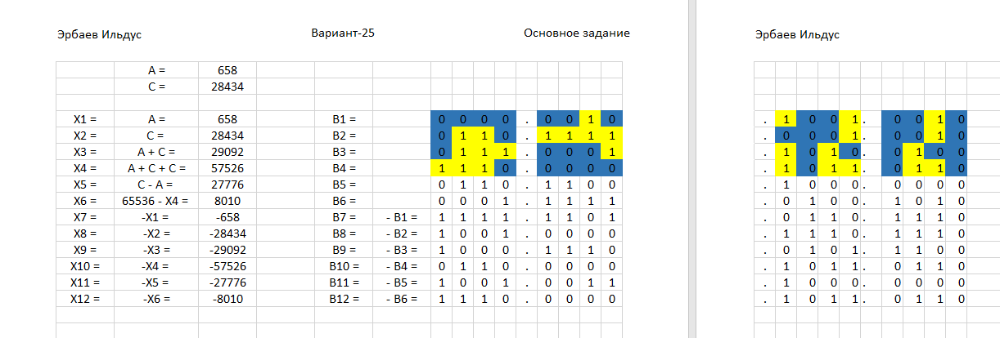 Эрбаев Ильдус Вариант-25 Основное задание Эрбаев Ильдус
A = 658
C = 28434
X1 = A = 658 B1 = 0 0 0 0 . 0 0 1 0 . 1 0 0 1 . 0 0 1 0
X2 = C = 28434 B2 = 0 1 1 0 . 1 1 1 1 . 0 0 0 1 . 0 0 1 0
X3 = A + C = 29092 B3 = 0 1 1 1 . 0 0 0 1 . 1 0 1 0 . 0 1 0 0
X4 = A + C + C = 57526 B4 = 1 1 1 0 . 0 0 0 0 . 1 0 1 1 . 0 1 1 0
X5 = C - A = 27776 B5 = 0 1 1 0 . 1 1 0 0 . 1 0 0 0 . 0 0 0 0
X6 = 65536 - X4 = 8010 B6 = 0 0 0 1 . 1 1 1 1 . 0 1 0 0 . 1 0 1 0
X7 = -X1 = -658 B7 = - B1 = 1 1 1 1 . 1 1 0 1 . 0 1 1 0 . 1 1 1 0
X8 = -X2 = -28434 B8 = - B2 = 1 0 0 1 . 0 0 0 0 . 1 1 1 0 . 1 1 1 0
X9 = -X3 = -29092 B9 = - B3 = 1 0 0 0 . 1 1 1 0 . 0 1 0 1 . 1 1 0 0
X10 = -X4 = -57526 B10 = - B4 = 0 1 1 0 . 0 0 0 0 . 1 0 1 1 . 0 1 1 0
X11 = -X5 = -27776 B11 = - B5 = 1 0 0 1 . 0 0 1 1 . 1 0 0 0 . 0 0 0 0
X12 = -X6 = -8010 B12 = - B6 = 1 1 1 0 . 0 0 0 0 . 1 0 1 1 . 0 1 1 0